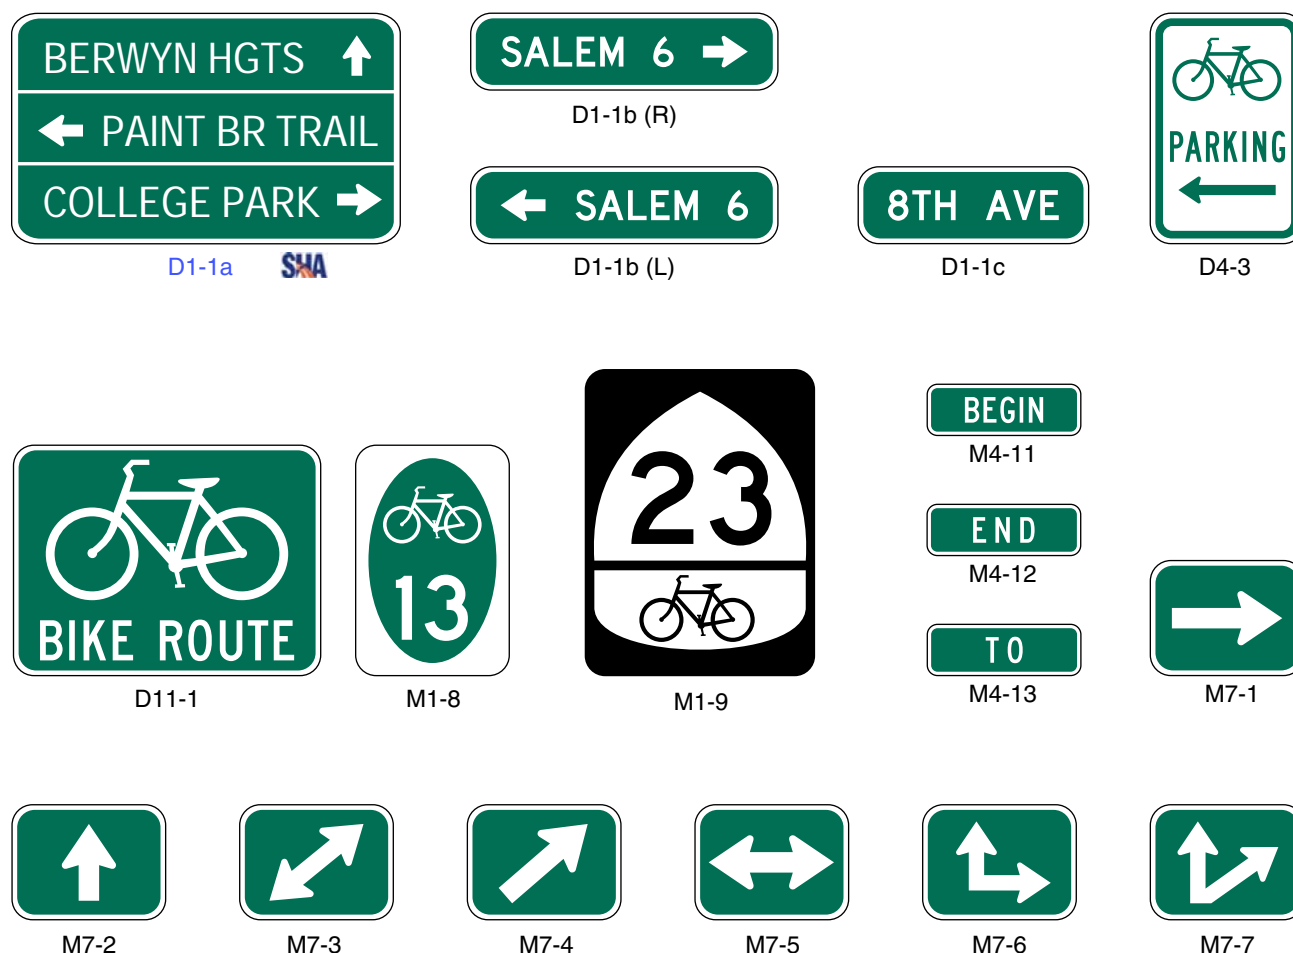 BERWYN HGTS
PAINT BR TRAIL
COLLEGE PARK
D1-1a
SHA
SALEM 6
D1-1b (R)
SALEM 6
D1-1b (L)
8TH AVE
D1-1c
PARKING
D4-3
BIKE ROUTE
D11-1
13
M1-8
23
M1-9
BEGIN
M4-11
END
M4-12
TO
M4-13
M7-1
M7-2
M7-3
M7-4
M7-5
M7-6
M7-7